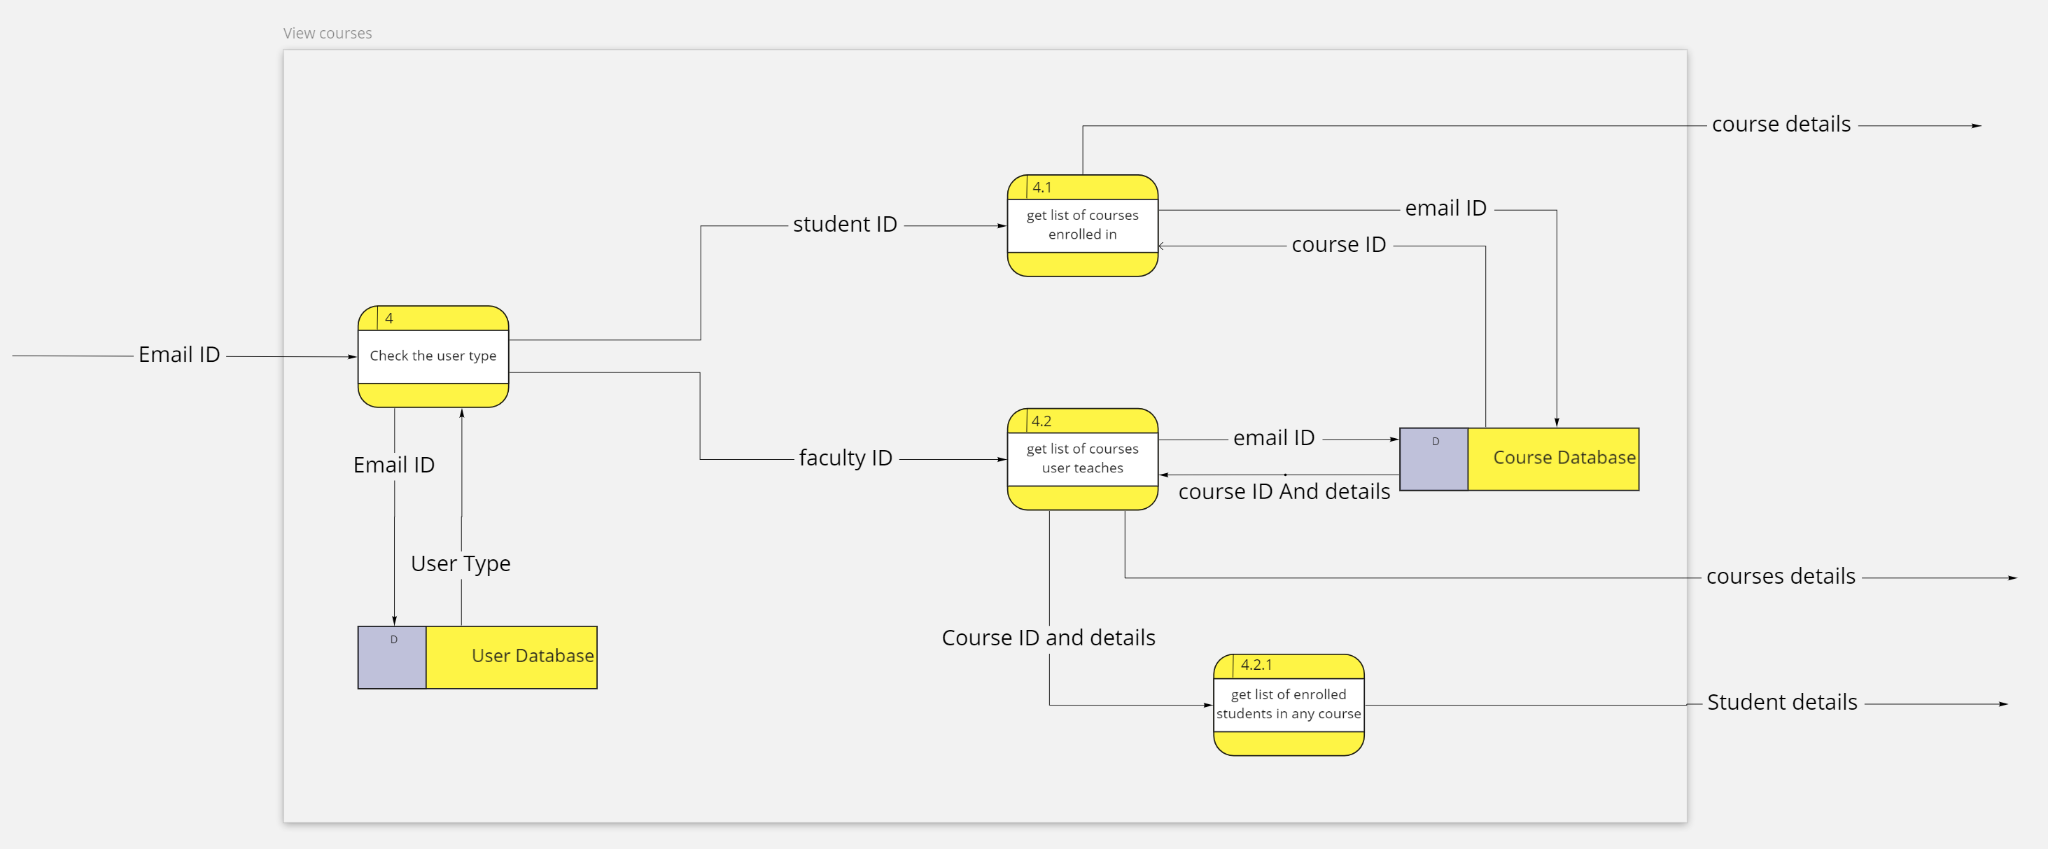 View courses
course details
4.1
get list of courses
enrolled in
email ID
student ID
course ID
4
Check the user type
Email ID
4.2
get list of courses
user teaches
email ID
faculty ID
D
Course Database
course ID And details
Email ID
User Type
courses details
D
User Database
Course ID and details
4.2.1
get list of enrolled
students in any course
Student details